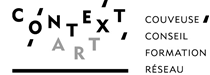 CONTEXT
ART
COUVEUSE /
CONSEIL
FORMATION
RÉSEAU